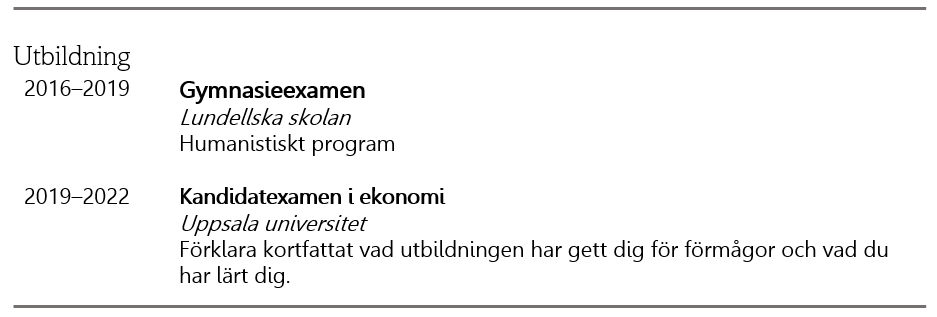 Utbildning
2016–2019 Gymnasieexamen
Lundellska skolan
Humanistiskt program
2019–2022 Kandidatexamen i ekonomi
Uppsala universitet
Förklara kortfattat vad utbildningen har gett dig för förmågor och vad du
har lärt dig.